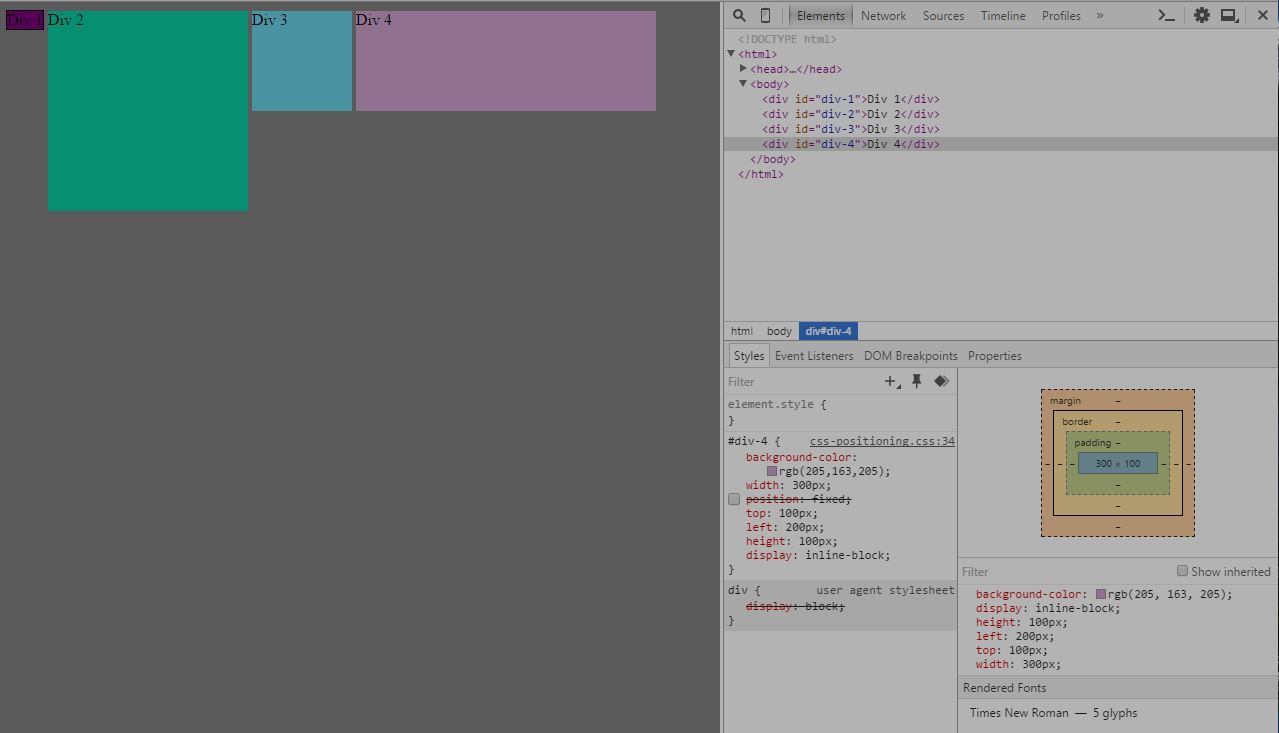 Div 1 Div 2 Div 3 Div 4
Elements Network Sources Timeline Profiles »
<!DOCTYPE html>
<html>
<head>…</head>
<body>
<div id="div-1">Div 1</div>
<div id="div-2">Div 2</div>
<div id="div-3">Div 3</div>
<div id="div-4">Div 4</div>
</body>
</html>
html body div#div-4
Styles Event Listeners DOM Breakpoints Properties
Filter
element.style {
}
#div-4 { css-positioning.css:34
background-color:
rgb(205,163,205);
width: 300px;
position: fixed;
top: 100px;
left: 200px;
height: 100px;
display: inline-block;
}
div { user agent stylesheet
display: block;
}
margin –
border –
padding –
– – – 300 × 100 – – –
–
–
–
Filter Show inherited
background-color: rgb(205, 163, 205);
display: inline-block;
height: 100px;
left: 200px;
top: 100px;
width: 300px;
Rendered Fonts
Times New Roman — 5 glyphs